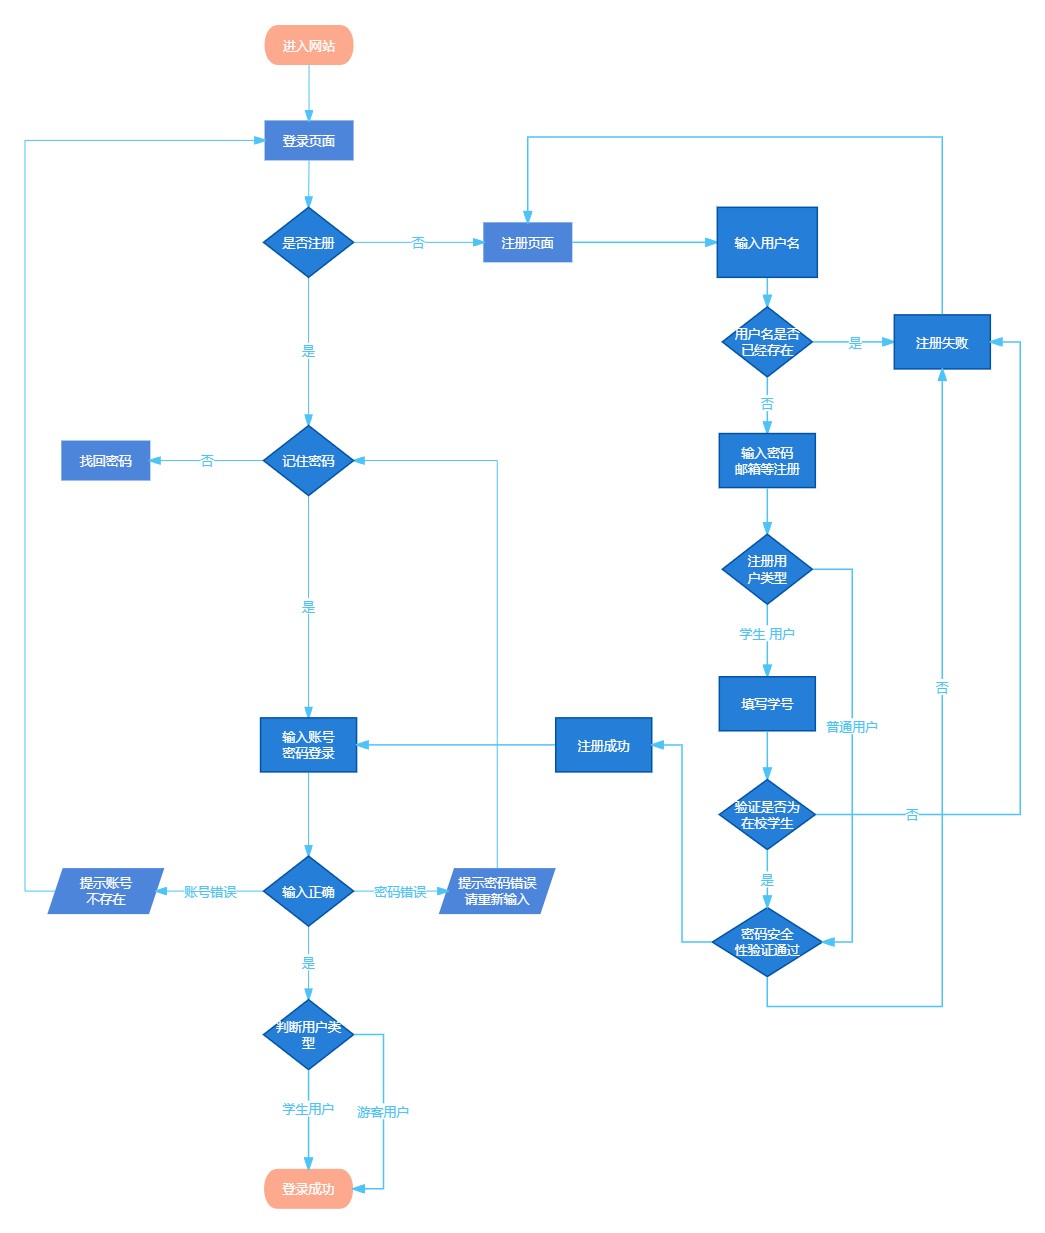 进入网站
登录页面
是否注册
否
注册页面
输入用户名
用户名是否
已经存在
是
注册失败
是
否
找回密码
否
记住密码
输入密码
邮箱等注册
注册用
户类型
是
学生 用户
否
填写学号
普通用户
输入账号
密码登录
注册成功
验证是否为
在校学生
否
是
提示账号
不存在
账号错误
输入正确
密码错误
提示密码错误
请重新输入
密码安全
性验证通过
是
判断用户类
型
学生用户
游客用户
登录成功